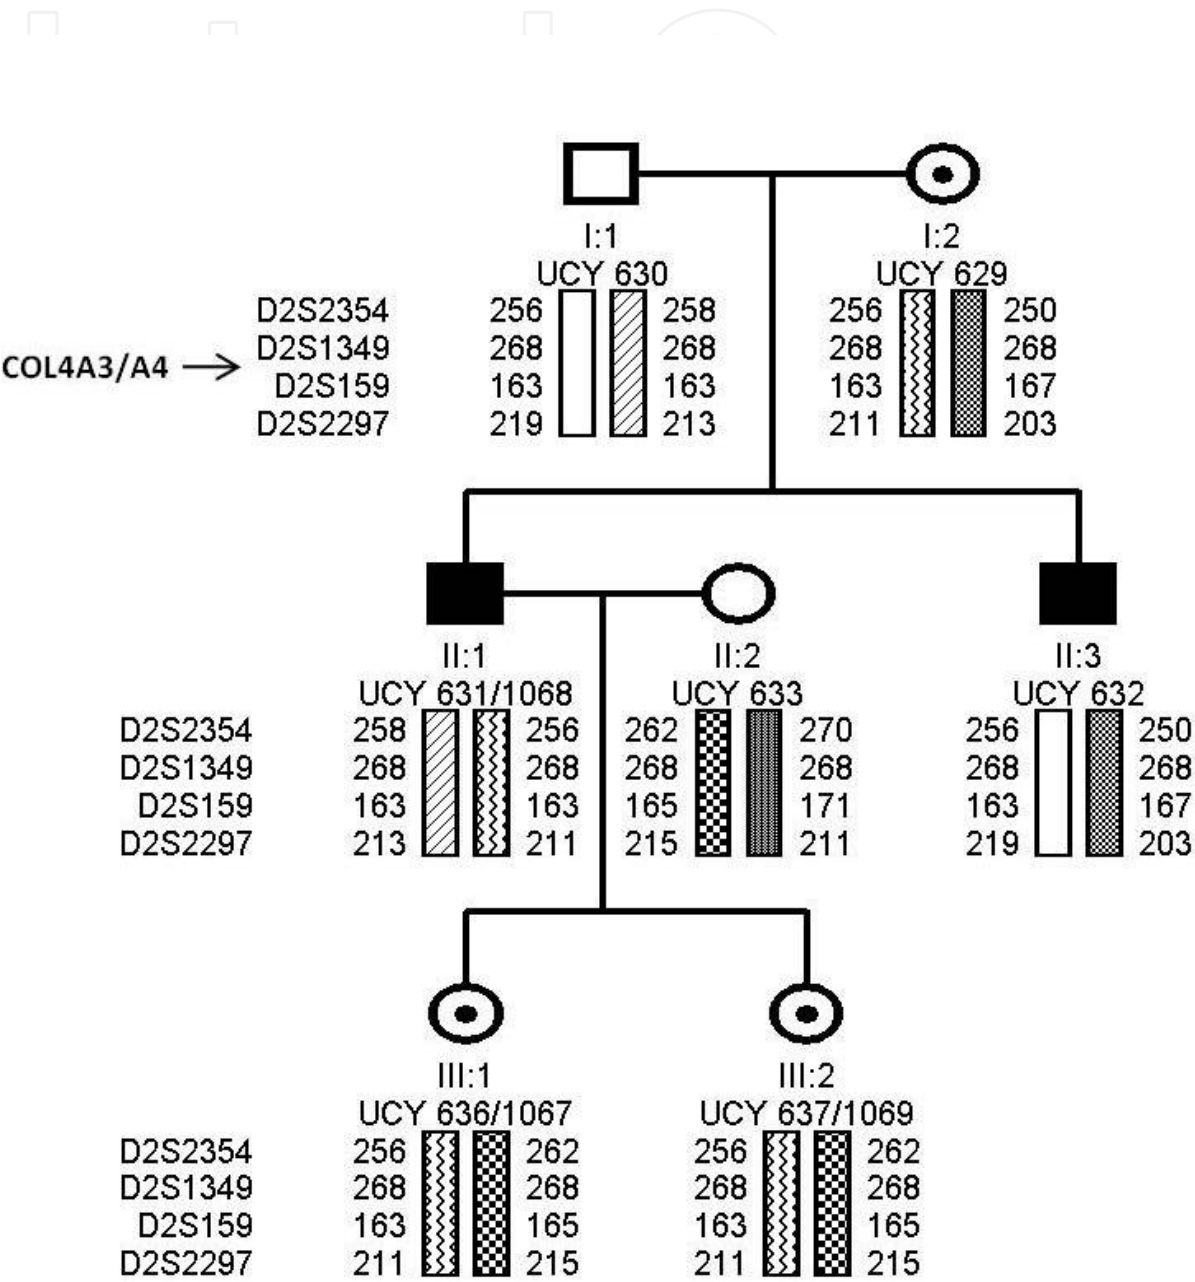 I:1 I:2
UCY 630 UCY 629
D2S2354 256 258 256 250
D2S1349 268 268 268 268
COL4A3/A4 →
D2S159 163 163 163 167
D2S2297 219 213 211 203
II:1 II:2 II:3
UCY 631/1068 UCY 633 UCY 632
D2S2354 258 256 262 270 256 250
D2S1349 268 268 268 268 268 268
D2S159 163 163 165 171 163 167
D2S2297 213 211 215 211 219 203
III:1 III:2
UCY 636/1067 UCY 637/1069
D2S2354 256 262 256 262
D2S1349 268 268 268 268
D2S159 163 165 163 165
D2S2297 211 215 211 215